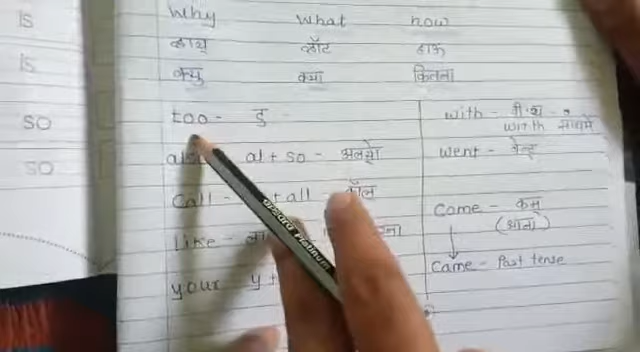 is
is
so
so
Why What how
व्हाय् व्हॉट हाऊ
क्यु क्या कितना
too - टु
also al + so - अलसो
Call - + all - कॉल
like -
your y +
with - वी.थ
with साथमें
went - वेन्ट
Come - कम
(आना)
Came - Past tense
Platinum